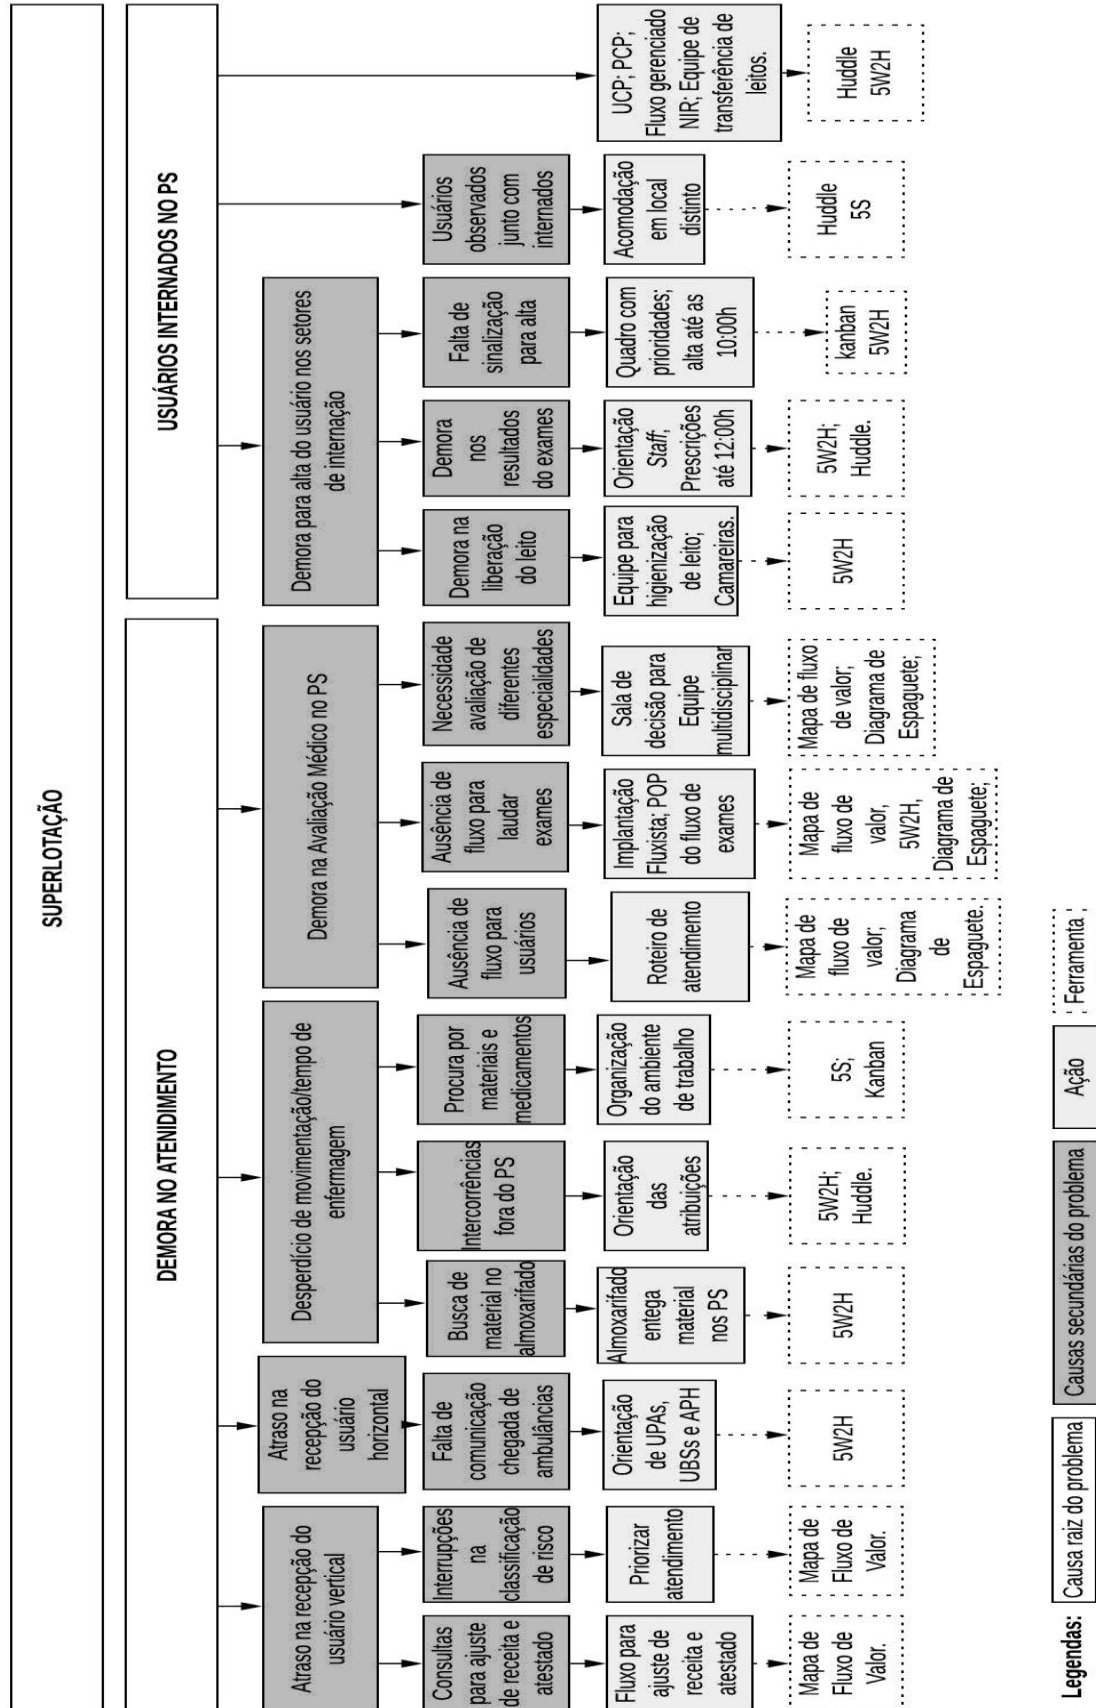 SUPERLOTAÇÃO
DEMORA NO ATENDIMENTO
USUÁRIOS INTERNADOS NO PS
Atraso na recepção do
usuário vertical
Atraso na
recepção do
usuário
horizontal
Desperdício de movimentação/tempo de
enfermagem
Demora na Avaliação Médico no PS
Demora para alta do usuário nos setores
de internação
Consultas
para ajuste
de receita e
atestado
Interrupções
na
classificação
de risco
Falta de
comunicação
chegada de
ambulâncias
Busca de
material no
almoxarifado
Intercorrências
fora do PS
Procura por
materiais e
medicamentos
Ausência de
fluxo para
usuários
Ausência de
fluxo para
laudar
exames
Necessidade
avaliação de
diferentes
especialidades
Demora na
liberação
do leito
Demora
nos
resultados
do exames
Falta de
sinalização
para alta
Usuários
observados
junto com
internados
Fluxo para
ajuste de
receita e
atestado
Priorizar
atendimento
Orientação
de UPAs,
UBSs e APH
Almoxarifado
entega
material
nos PS
Orientação
das
atribuições
Organização
do ambiente
de trabalho
Roteiro de
atendimento
Implantação
Fluxista; POP
do fluxo de
exames
Sala de
decisão para
Equipe
multidisciplinar
Equipe para
higienização
de leito;
Camareiras.
Orientação
Staff;
Prescrições
até 12:00h
Quadro com
prioridades;
alta até as
10:00h
Acomodação
em local
distinto
UCP; PCP;
Fluxo gerenciado
NIR; Equipe de
transferência de
leitos.
Mapa de
Fluxo de
Valor.
Mapa de
Fluxo de
Valor.
5W2H
5W2H
5W2H;
Huddle.
5S;
Kanban
Mapa de
fluxo de
valor;
Diagrama
de
Espaguete.
Mapa de
fluxo de
valor,
5W2H,
Diagrama de
Espaguete;
Mapa de fluxo
de valor;
Diagrama de
Espaguete;
5W2H
5W2H;
Huddle.
kanban
5W2H
Huddle
5S
Huddle
5W2H
Legendas:
Causa raiz do problema
Causas secundárias do problema
Ação
Ferramenta